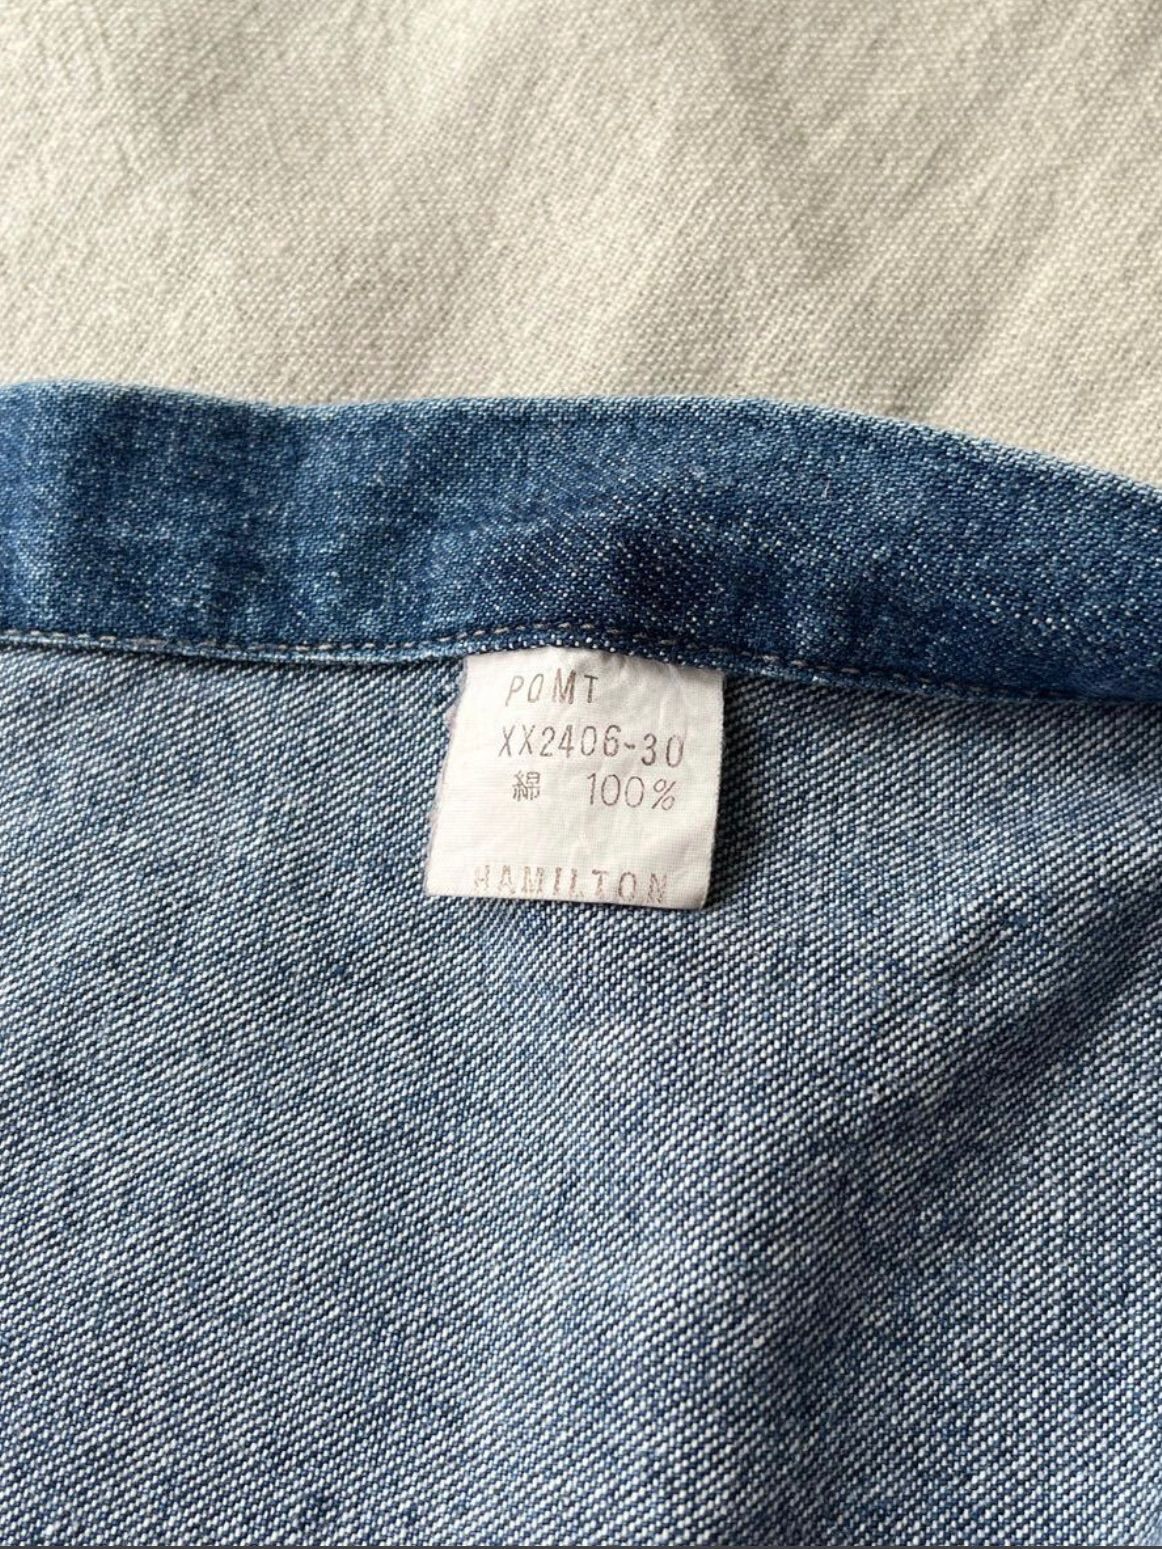 POMT
XX2406-30
綿 100%
HAMILTON